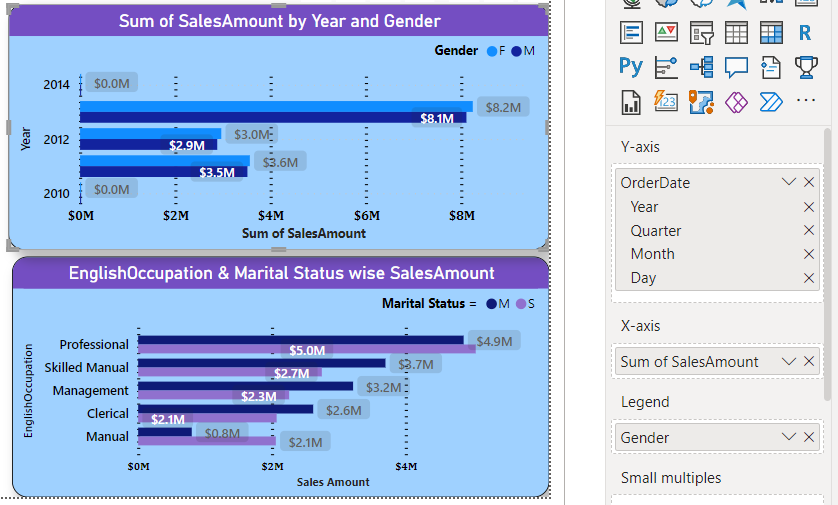 Sum of SalesAmount by Year and Gender
Gender F M
2014 $0.0M
$8.2M
$8.1M
2012 $3.0M
$2.9M
$3.6M
$3.5M
2010 $0.0M
Year
$0M $2M $4M $6M $8M
Sum of SalesAmount
EnglishOccupation & Marital Status wise SalesAmount
Marital Status = M S
Professional $4.9M
$5.0M
Skilled Manual $3.7M
$2.7M
Management $3.2M
$2.3M
Clerical $2.6M
$2.1M
Manual $0.8M
$2.1M
EnglishOccupation
$0M $2M $4M
Sales Amount
R
Py
123
...
Y-axis
OrderDate
Year
Quarter
Month
Day
X-axis
Sum of SalesAmount
Legend
Gender
Small multiples